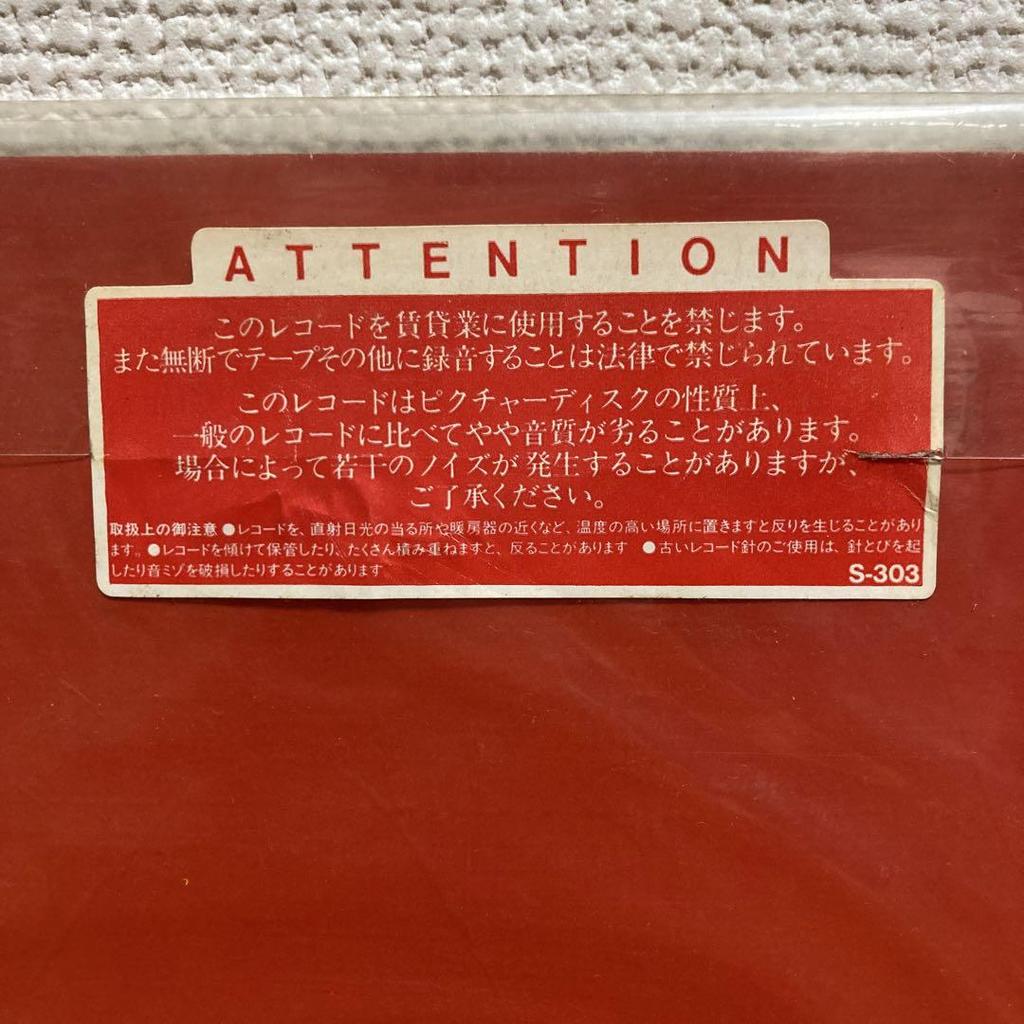 ATTENTION
このレコードを賃貸業に使用することを禁じます。
また無断でテープその他に録音することは法律で禁じられています。
このレコードはピクチャーディスクの性質上、
一般のレコードに比べてやや音質が劣ることがあります。
場合によって若干のノイズが発生することがありますが、
ご了承ください。
取扱上の御注意 ●レコードを、直射日光の当る所や暖房器の近くなど、温度の高い場所に置きますと反りを生じることがあり
ます。●レコードを傾けて保管したり、たくさん積み重ねますと、反ることがあります ●古いレコード針のご使用は、針とびを起
したり音ミゾを破損したりすることがあります
S-303